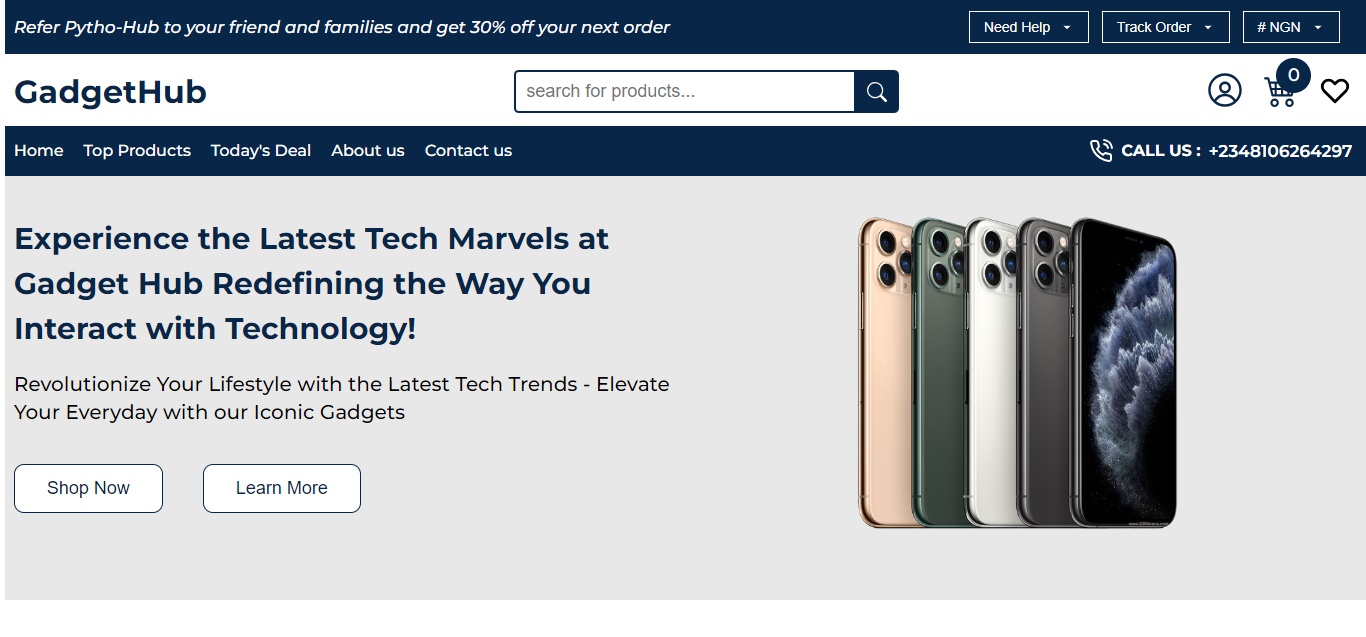 Refer Pytho-Hub to your friend and families and get 30% off your next order
Need Help
Track Order
# NGN
GadgetHub
search for products...
0
Home
Top Products
Today's Deal
About us
Contact us
CALL US : +2348106264297
Experience the Latest Tech Marvels at
Gadget Hub Redefining the Way You
Interact with Technology!
Revolutionize Your Lifestyle with the Latest Tech Trends - Elevate
Your Everyday with our Iconic Gadgets
Shop Now
Learn More